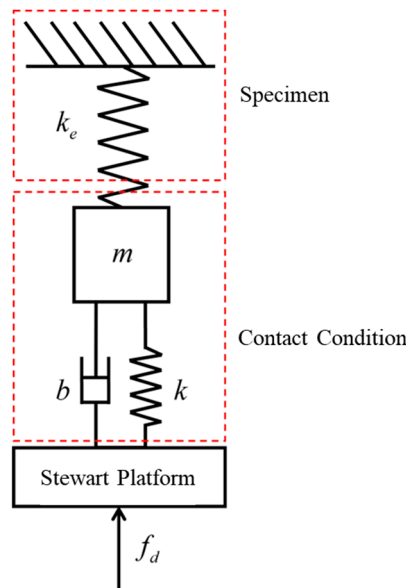 Specimen
k_e
m
Contact Condition
b
k
Stewart Platform
f_d